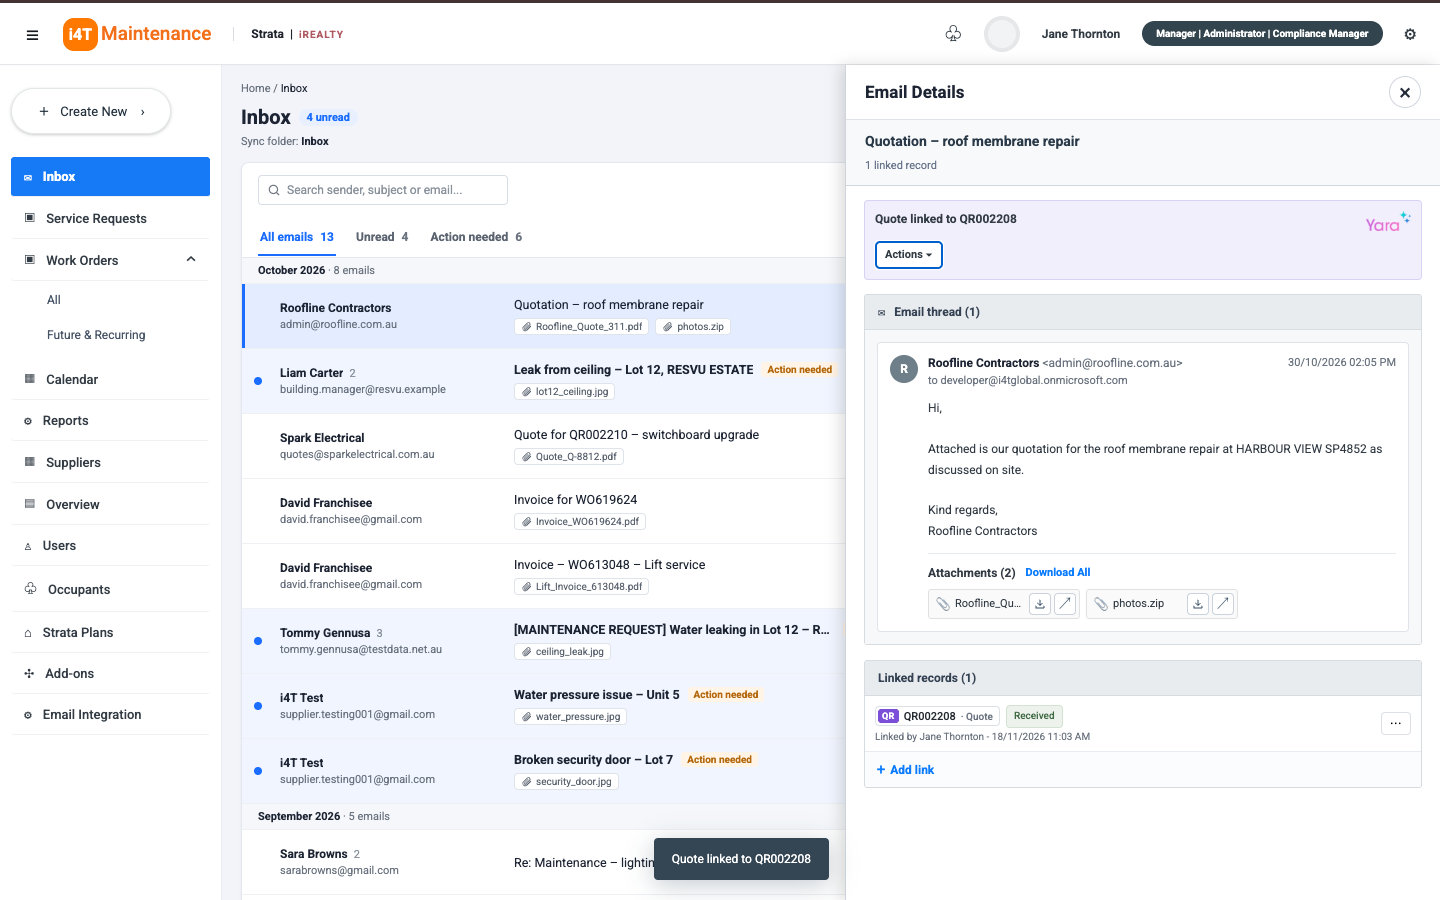 i4T Maintenance
Strata | iREALTY
Jane Thornton
Manager | Administrator | Compliance Manager
+ Create New ›
Inbox
Service Requests
Work Orders
All
Future & Recurring
Calendar
Reports
Suppliers
Overview
Users
Occupants
Strata Plans
Add-ons
Email Integration
Home / Inbox
Inbox 4 unread
Sync folder: Inbox
Search sender, subject or email...
All emails 13 Unread 4 Action needed 6
October 2026 · 8 emails
Roofline Contractors
admin@roofline.com.au
Quotation – roof membrane repair
Roofline_Quote_311.pdf photos.zip
Liam Carter 2
building.manager@resvu.example
Leak from ceiling – Lot 12, RESVU ESTATE Action needed
lot12_ceiling.jpg
Spark Electrical
quotes@sparkelectrical.com.au
Quote for QR002210 – switchboard upgrade
Quote_Q-8812.pdf
David Franchisee
david.franchisee@gmail.com
Invoice for WO619624
Invoice_WO619624.pdf
David Franchisee
david.franchisee@gmail.com
Invoice – WO613048 – Lift service
Lift_Invoice_613048.pdf
Tommy Gennusa 3
tommy.gennusa@testdata.net.au
[MAINTENANCE REQUEST] Water leaking in Lot 12 – R...
ceiling_leak.jpg
i4T Test
supplier.testing001@gmail.com
Water pressure issue – Unit 5 Action needed
water_pressure.jpg
i4T Test
supplier.testing001@gmail.com
Broken security door – Lot 7 Action needed
security_door.jpg
September 2026 · 5 emails
Sara Browns 2
sarabrowns@gmail.com
Re: Maintenance – lightin
Quote linked to QR002208
Email Details
Quotation – roof membrane repair
1 linked record
Quote linked to QR002208
Yara
Actions
Email thread (1)
R
Roofline Contractors <admin@roofline.com.au>
30/10/2026 02:05 PM
to developer@i4tglobal.onmicrosoft.com
Hi,
Attached is our quotation for the roof membrane repair at HARBOUR VIEW SP4852 as
discussed on site.
Kind regards,
Roofline Contractors
Attachments (2) Download All
Roofline_Qu... photos.zip
Linked records (1)
QR QR002208 · Quote Received
Linked by Jane Thornton - 18/11/2026 11:03 AM
+ Add link